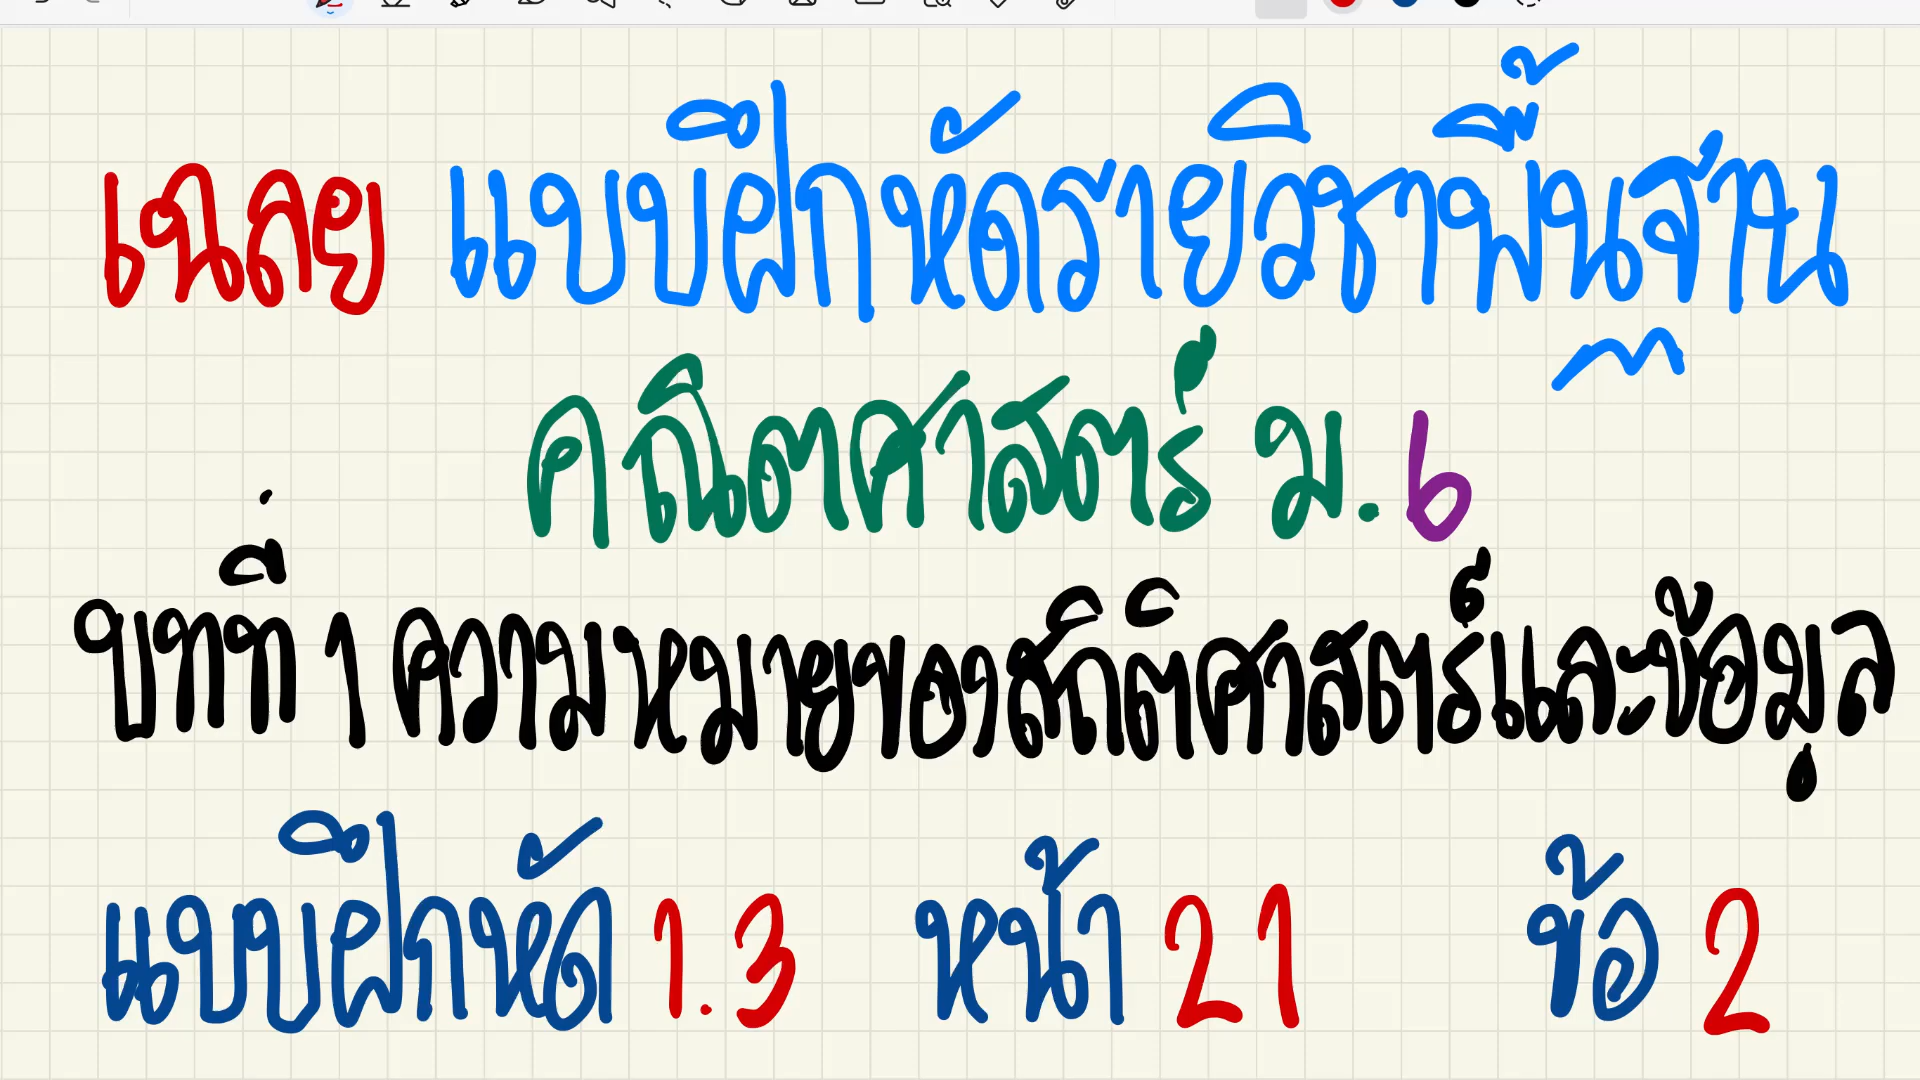 เฉลย แบบฝึกหัดรายวิชาพื้นฐาน
คณิตศาสตร์ ม.6
บทที่ 1 ความหมายของสถิติศาสตร์และข้อมูล
แบบฝึกหัด 1.3 หน้า 21 ข้อ 2